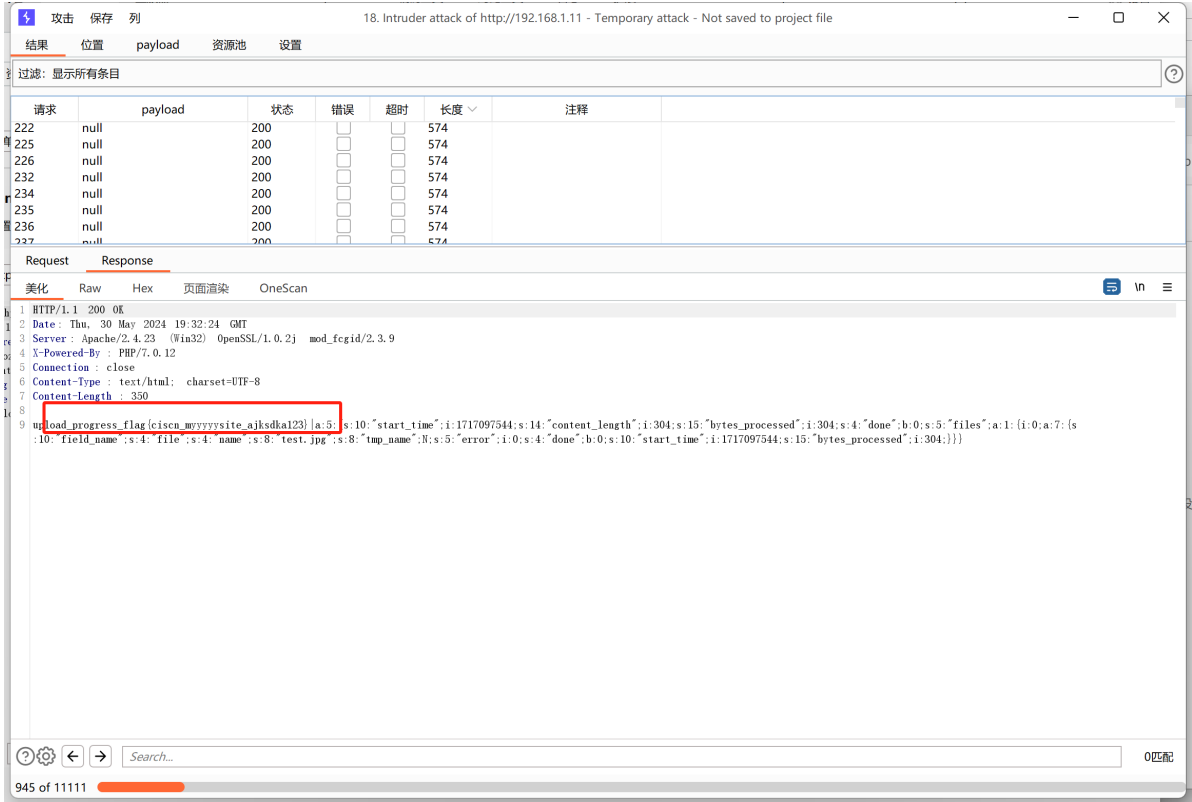 攻击 保存 列 18. Intruder attack of http://192.168.1.11 - Temporary attack - Not saved to project file
结果 位置 payload 资源池 设置
过滤：显示所有条目
请求 payload 状态 错误 超时 长度 注释
222 null 200 574
225 null 200 574
226 null 200 574
232 null 200 574
234 null 200 574
235 null 200 574
236 null 200 574
237 null 200 574
Request Response
美化 Raw Hex 页面渲染 OneScan \n
1 HTTP/1.1 200 OK
2 Date: Thu, 30 May 2024 19:32:24 GMT
3 Server: Apache/2.4.23 (Win32) OpenSSL/1.0.2j mod_fcgid/2.3.9
4 X-Powered-By : PHP/7.0.12
5 Connection : close
6 Content-Type : text/html; charset=UTF-8
7 Content-Length : 350
8
9 upload_progress_flag{ciscn_myyyyysite_ajksdka123}|a:5:{s:10:"start_time";i:1717097544;s:14:"content_length";i:304;s:15:"bytes_processed";i:304;s:4:"done";b:0;s:5:"files";a:1:{i:0;a:7:{s
:10:"field_name";s:4:"file";s:4:"name";s:8:"test.jpg";s:8:"tmp_name";N;s:5:"error";i:0;s:4:"done";b:0;s:10:"start_time";i:1717097544;s:15:"bytes_processed";i:304;}}}
Search... 0匹配
945 of 11111